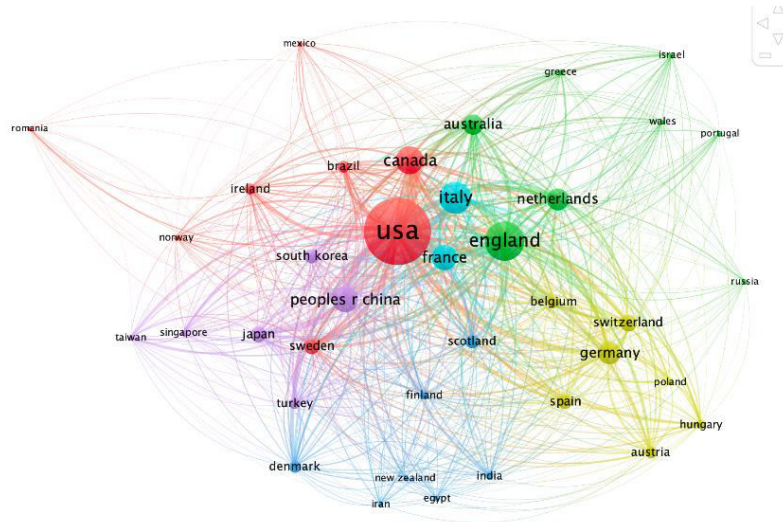 mexico
israel
greece
wales
australia
romania
portugal
canada
brazil
ireland
italy
netherlands
usa
norway
england
south korea
france
russia
peoples r china
belgium
switzerland
taiwan
singapore
japan
sweden
scotland
germany
poland
finland
turkey
spain
hungary
austria
denmark
new zealand
india
egypt
iran